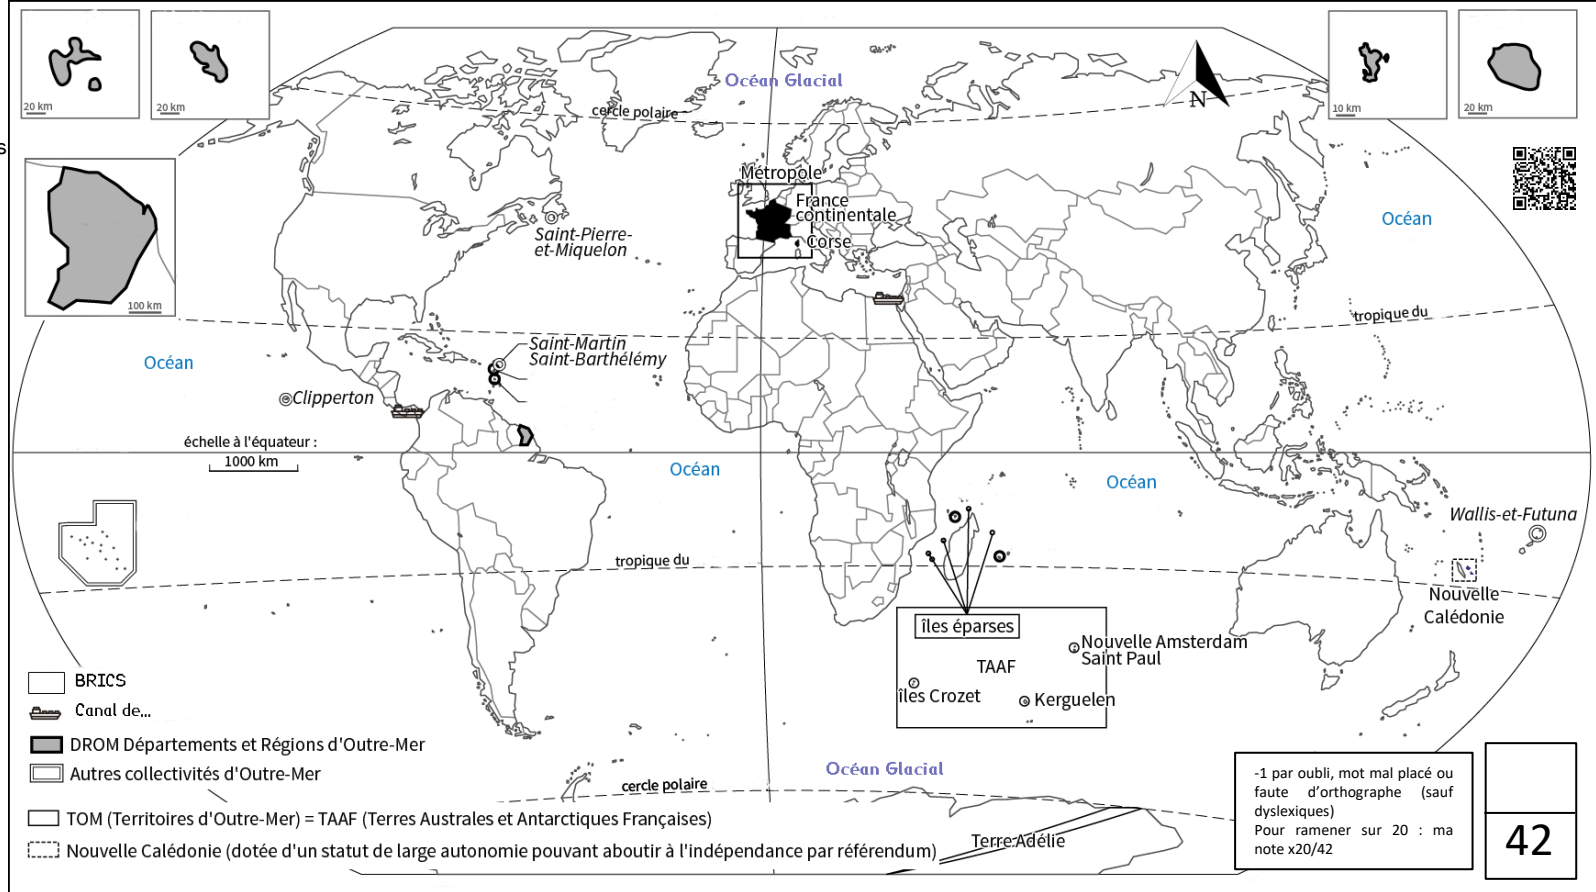 20 km
20 km
10 km
20 km
s
Océan Glacial
cercle polaire
N
Métropole
France
continentale
Corse
Océan
Saint-Pierre-
et-Miquelon
100 km
tropique du
Océan
Saint-Martin
Saint-Barthélémy
Clipperton
échelle à l'équateur :
1000 km
Océan
Océan
Wallis-et-Futuna
tropique du
Nouvelle
Calédonie
îles éparses
Nouvelle Amsterdam
Saint Paul
TAAF
îles Crozet
Kerguelen
BRICS
Canal de...
DROM Départements et Régions d'Outre-Mer
Autres collectivités d'Outre-Mer
Océan Glacial
cercle polaire
TOM (Territoires d'Outre-Mer) = TAAF (Terres Australes et Antarctiques Françaises)
Nouvelle Calédonie (dotée d'un statut de large autonomie pouvant aboutir à l'indépendance par référendum)
Terre Adélie
-1 par oubli, mot mal placé ou
faute d'orthographe (sauf
dyslexiques)
Pour ramener sur 20 : ma
note x20/42
42